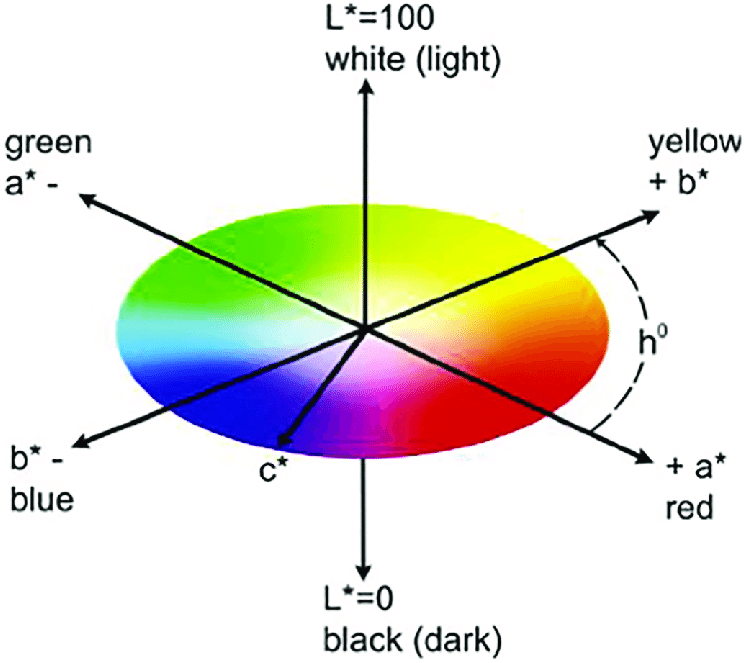 L*=100
white (light)
green
a* -
yellow
+ b*
h⁰
b* -
blue
c*
+ a*
red
L*=0
black (dark)